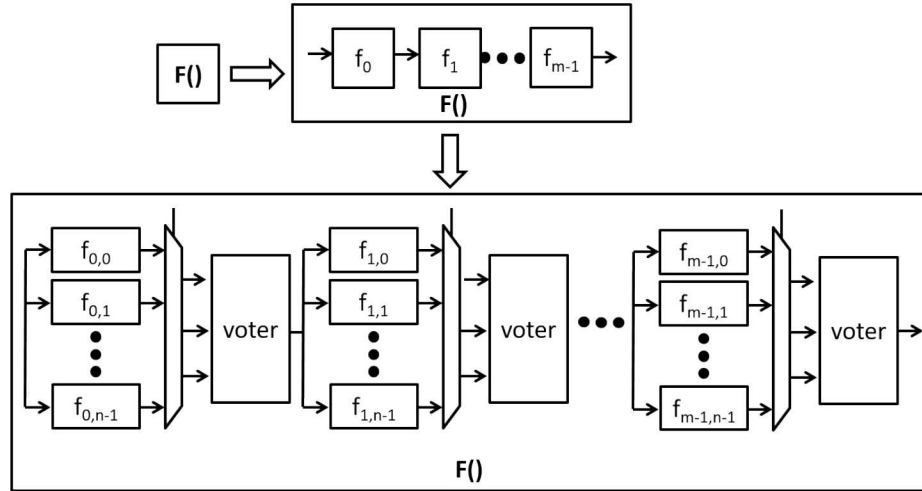 F()
f0
f1
fm-1
F()
f0,0
f0,1
f0,n-1
voter
f1,0
f1,1
f1,n-1
voter
fm-1,0
fm-1,1
fm-1,n-1
voter
F()